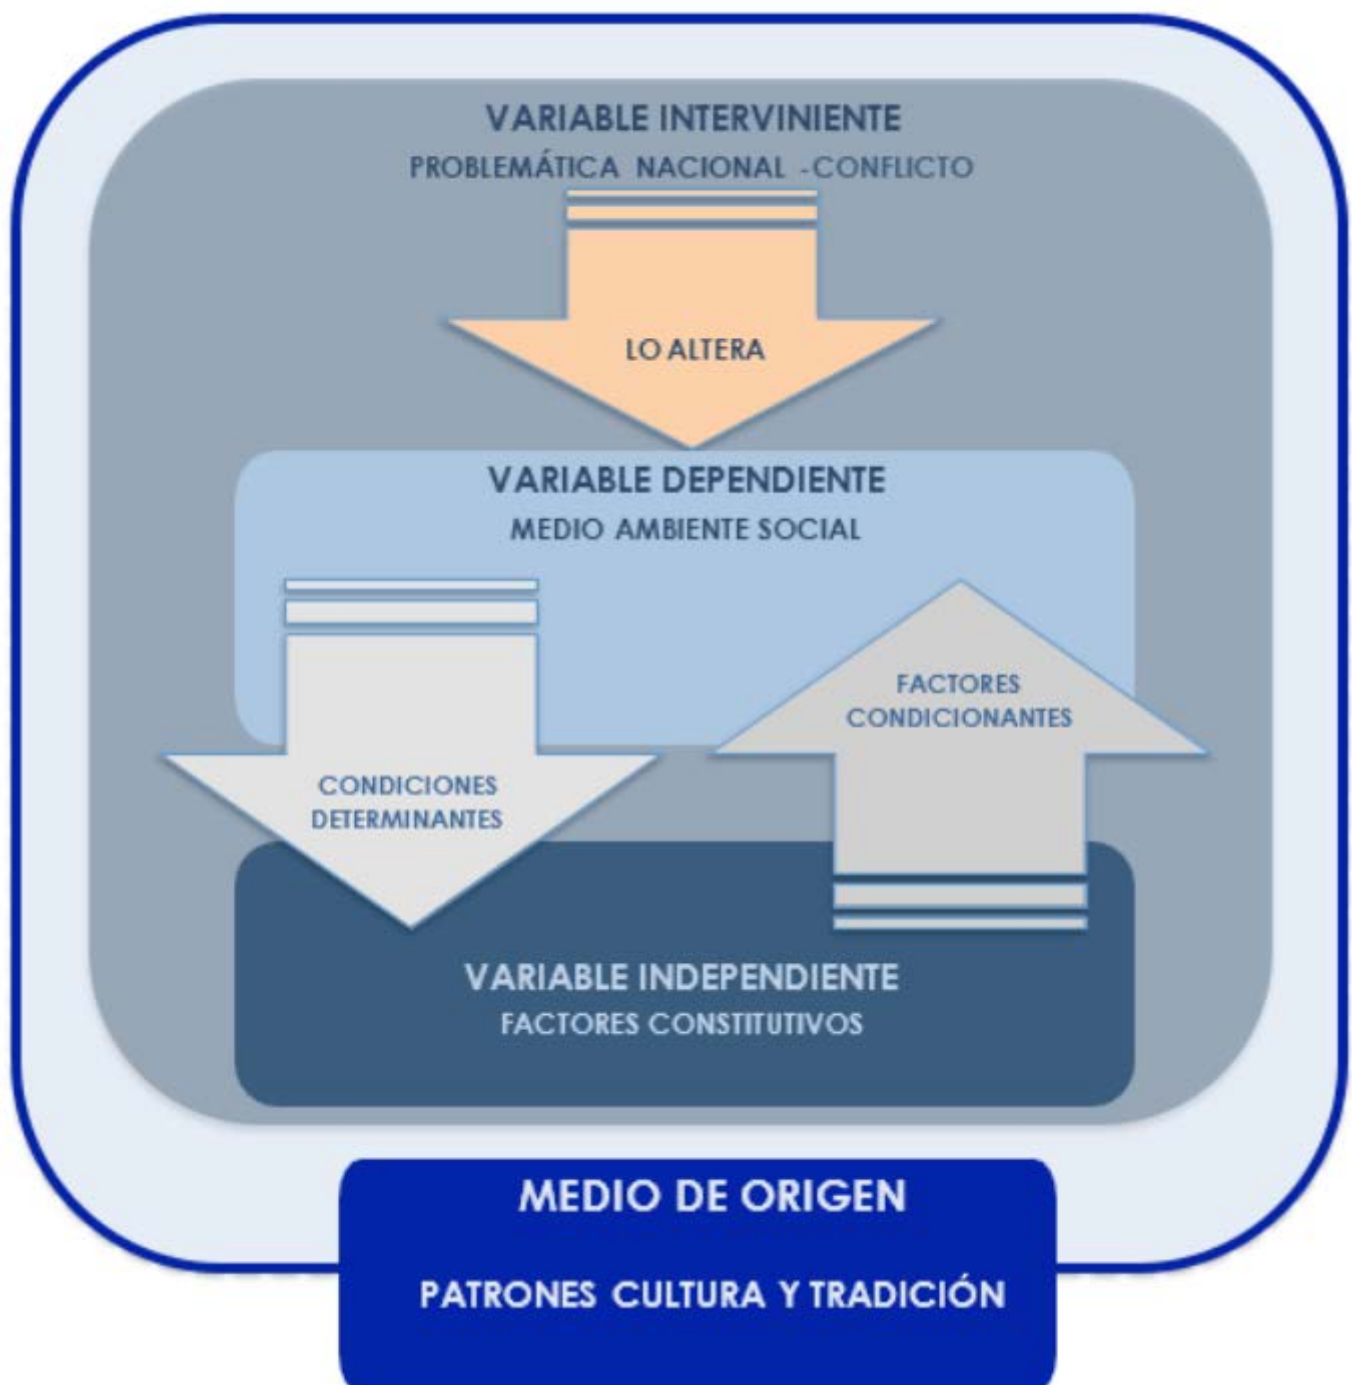 VARIABLE INTERVINIENTE
PROBLEMÁTICA NACIONAL -CONFLICTO
LO ALTERA
VARIABLE DEPENDIENTE
MEDIO AMBIENTE SOCIAL
FACTORES
CONDICIONANTES
CONDICIONES
DETERMINANTES
VARIABLE INDEPENDIENTE
FACTORES CONSTITUTIVOS
MEDIO DE ORIGEN
PATRONES CULTURA Y TRADICIÓN